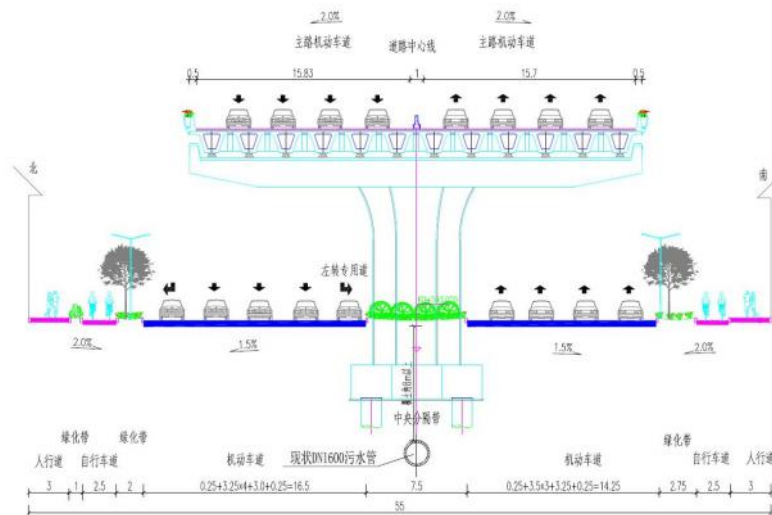 2.0% 2.0%
主路机动车道 道路中心线 主路机动车道
0.5 15.83 1 15.7 0.5
北 南
左转专用道
2.0% 1.5% 1.5% 2.0%
中央分隔带
现状DN1600污水管
绿化带 绿化带 绿化带
人行道 自行车道 机动车道 机动车道 自行车道 人行道
3 1 2.5 2 0.25+3.25x4+3.0+0.25=16.5 7.5 0.25+3.5x3+3.25+0.25=14.25 2.75 2.5 3
55